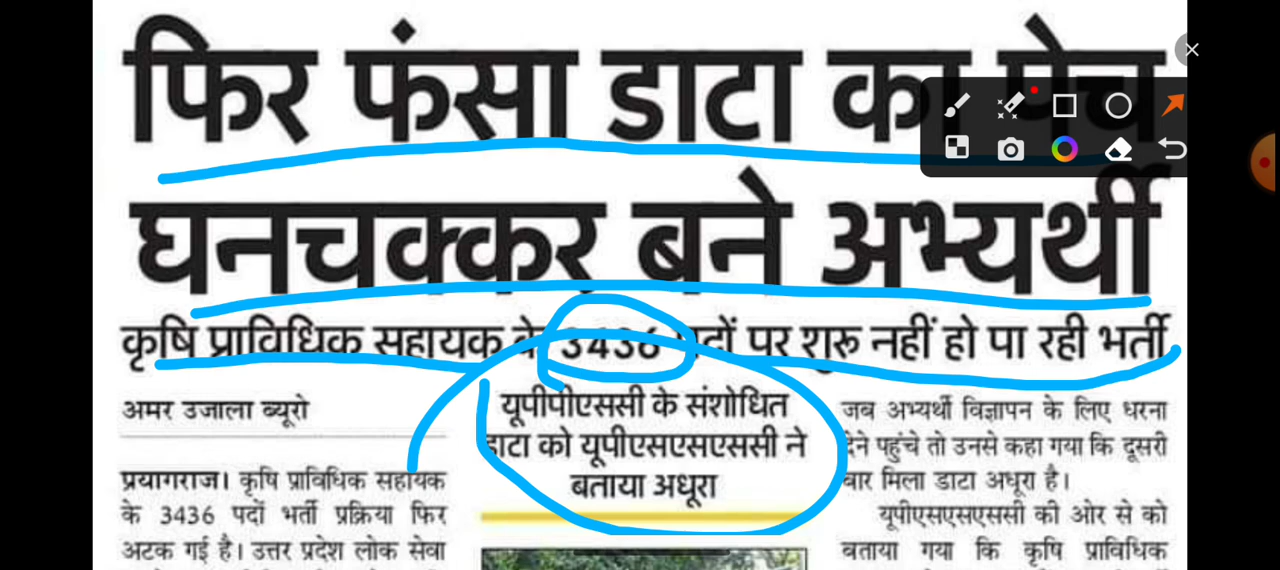 फिर फंसा डाटा का पेच
घनचक्कर बने अभ्यर्थी
कृषि प्राविधिक सहायक के 3436 पदों पर शुरू नहीं हो पा रही भर्ती
अमर उजाला ब्यूरो
प्रयागराज। कृषि प्राविधिक सहायक
के 3436 पदों भर्ती प्रक्रिया फिर
अटक गई है। उत्तर प्रदेश लोक सेवा
यूपीपीएससी के संशोधित
डाटा को यूपीएसएसएससी ने
बताया अधूरा
जब अभ्यर्थी विज्ञापन के लिए धरना
देने पहुंचे तो उनसे कहा गया कि दूसरी
बार मिला डाटा अधूरा है।
यूपीएसएसएससी की ओर से को
बताया गया कि कृषि प्राविधिक